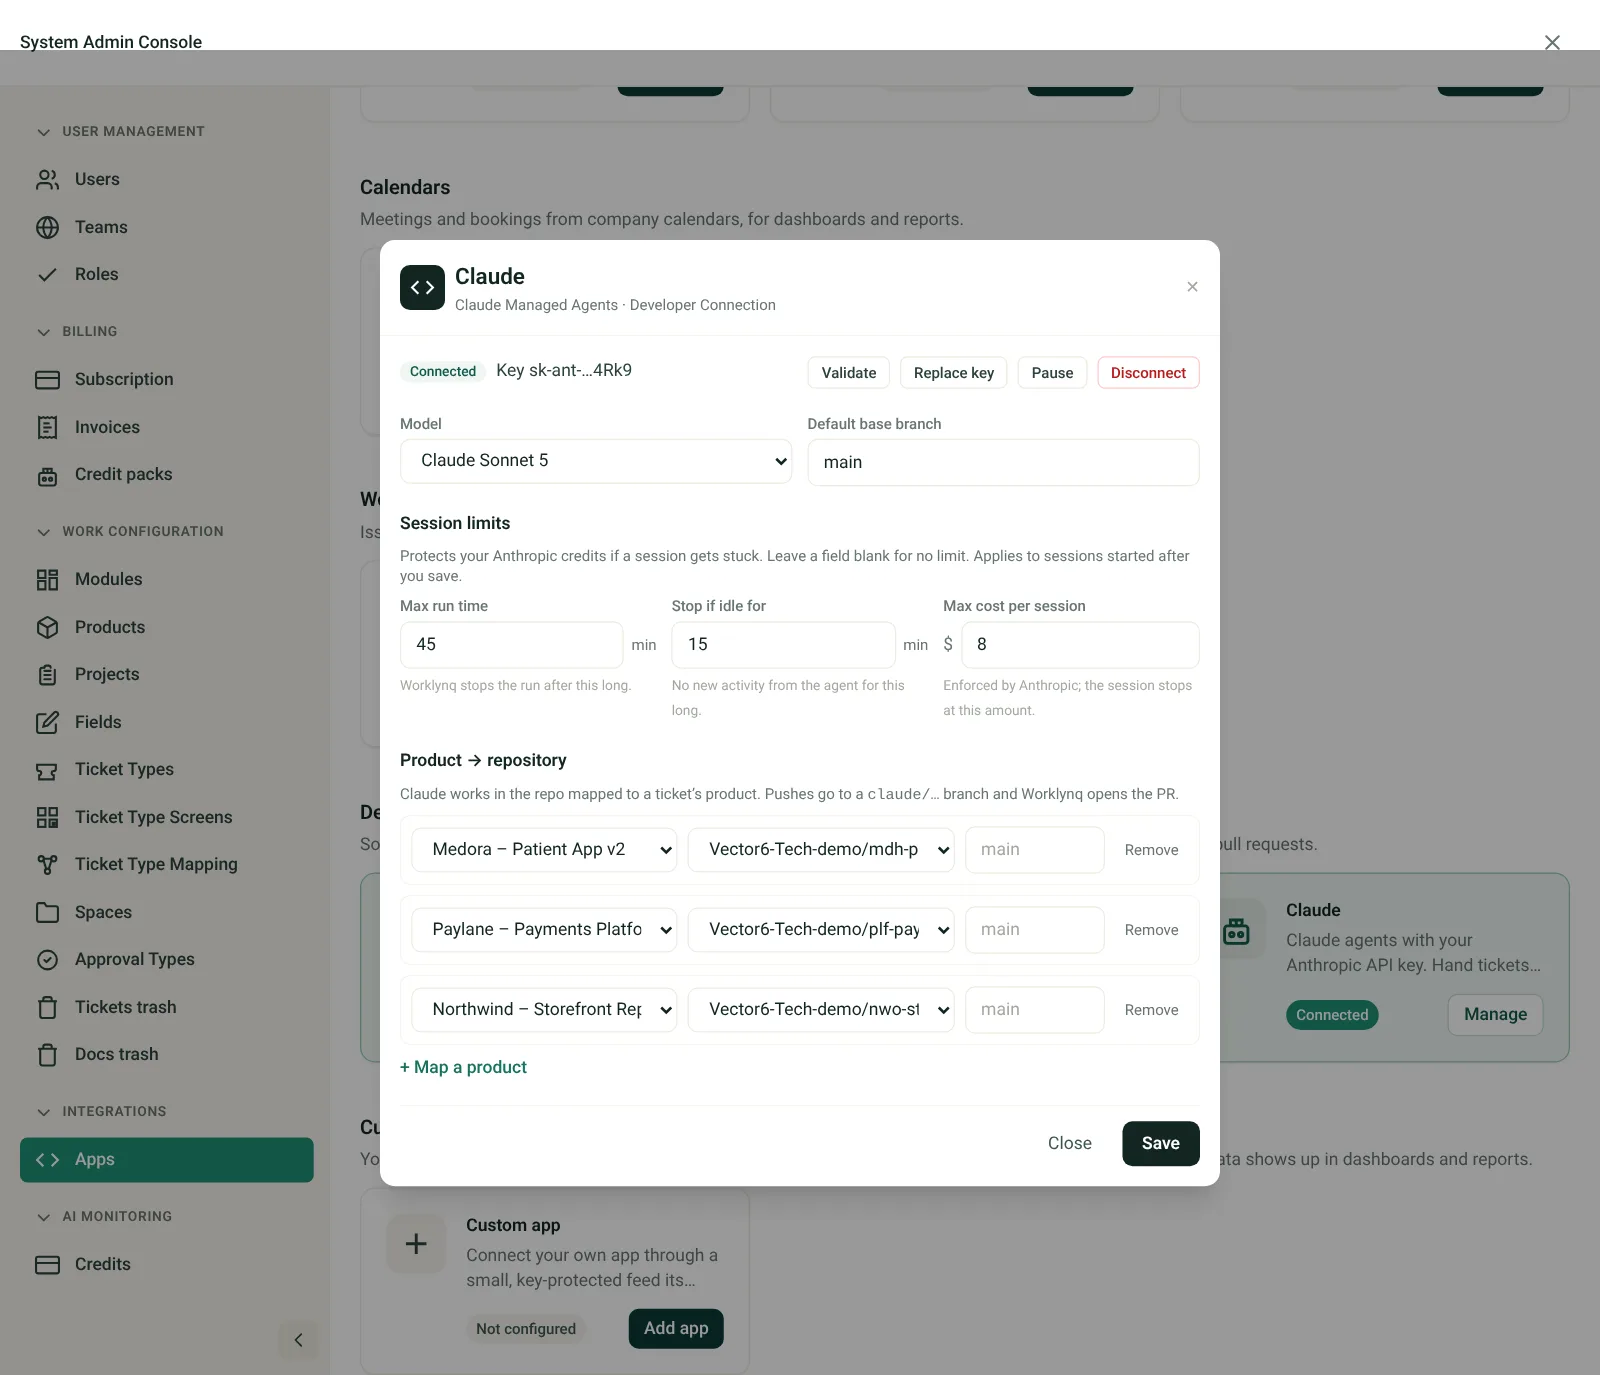 System Admin Console
USER MANAGEMENT
Users
Teams
Roles
BILLING
Subscription
Invoices
Credit packs
WORK CONFIGURATION
Modules
Products
Projects
Fields
Ticket Types
Ticket Type Screens
Ticket Type Mapping
Spaces
Approval Types
Tickets trash
Docs trash
INTEGRATIONS
Apps
AI MONITORING
Credits
Calendars
Meetings and bookings from company calendars, for dashboards and reports.
Claude
Claude Managed Agents · Developer Connection
Connected Key sk-ant-...4Rk9 Validate Replace key Pause Disconnect
Model Default base branch
Claude Sonnet 5 main
Session limits
Protects your Anthropic credits if a session gets stuck. Leave a field blank for no limit. Applies to sessions started after
you save.
Max run time Stop if idle for Max cost per session
45 min 15 min $ 8
Worklynq stops the run after this long. No new activity from the agent for this Enforced by Anthropic; the session stops
long. at this amount.
Product → repository
Claude works in the repo mapped to a ticket's product. Pushes go to a claude/… branch and Worklynq opens the PR.
Medora – Patient App v2 Vector6-Tech-demo/mdh-p main Remove
Paylane – Payments Platfo Vector6-Tech-demo/plf-pay main Remove
Northwind – Storefront Rep Vector6-Tech-demo/nwo-st main Remove
+ Map a product
Close Save
pull requests.
Claude
Claude agents with your
Anthropic API key. Hand tickets...
Connected Manage
data shows up in dashboards and reports.
Custom app
Connect your own app through a
small, key-protected feed its...
Not configured Add app